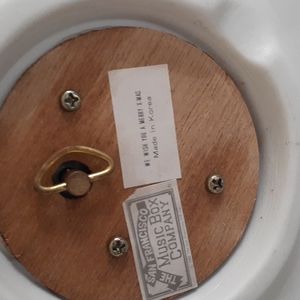 WE WISH YOU A MERRY X'MAS
Made in Korea
THE
SAN FRANCISCO
MUSIC BOX
COMPANY